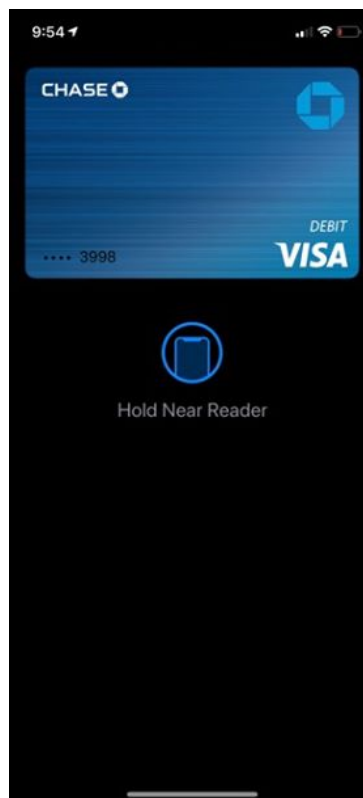 9:54
CHASE
DEBIT
VISA
•••• 3998
Hold Near Reader